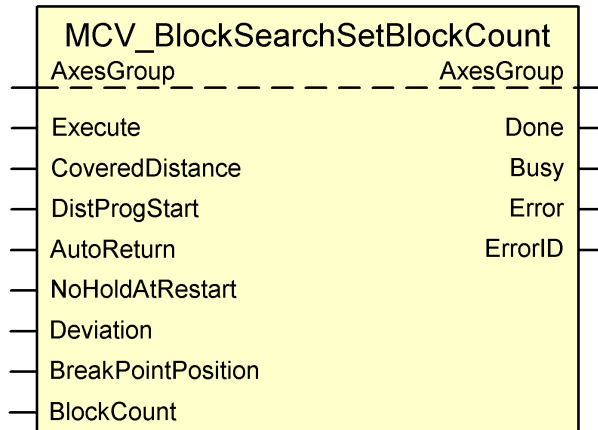 MCV_BlockSearchSetBlockCount
AxesGroup AxesGroup
Execute Done
CoveredDistance Busy
DistProgStart Error
AutoReturn ErrorID
NoHoldAtRestart
Deviation
BreakPointPosition
BlockCount